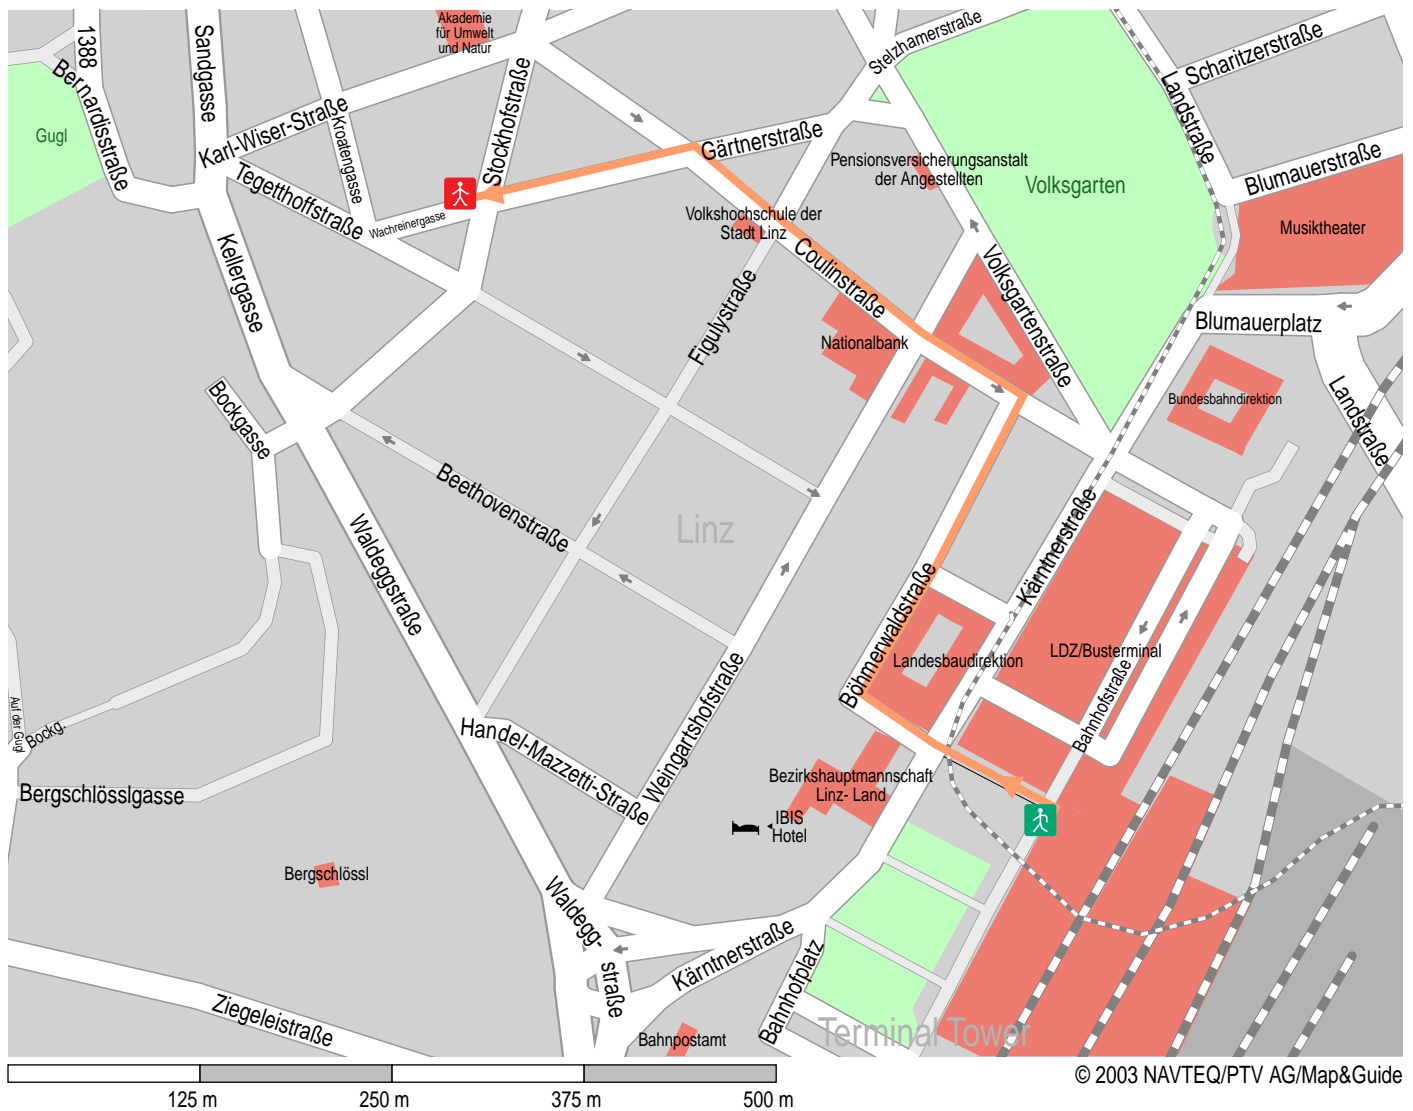 Akademie
für Umwelt
und Natur
1388
Sandgasse
Stelzhamerstraße
Scharitzerstraße
Bernardisstraße
Gugl
Karl-Wiser-Straße
Kroatengasse
Stockhofstraße
Gärtnerstraße
Landstraße
Pensionsversicherungsanstalt
der Angestellten
Volksgarten
Blumauerstraße
Tegetthoffstraße
Wachreinergasse
Volkshochschule der
Stadt Linz
Musiktheater
Kellergasse
Coulinstraße
Volksgartenstraße
Figulystraße
Nationalbank
Blumauerplatz
Bockgasse
Bundesbahndirektion
Landstraße
Beethovenstraße
Linz
Waldeggstraße
Kärntnerstraße
Böhmerwaldstraße
Landesbaudirektion
LDZ/Busterminal
Bahnhofstraße
Auf der Gugl
Bockg.
Handel-Mazzetti-Straße
Weingartshofstraße
Bergschlösslgasse
Bezirkshauptmannschaft
Linz- Land
IBIS
Hotel
Bergschlössl
Waldegg-
straße
Kärntnerstraße
Bahnhofplatz
Ziegeleistraße
Bahnpostamt
Terminal Tower
© 2003 NAVTEQ/PTV AG/Map&Guide
125 m
250 m
375 m
500 m